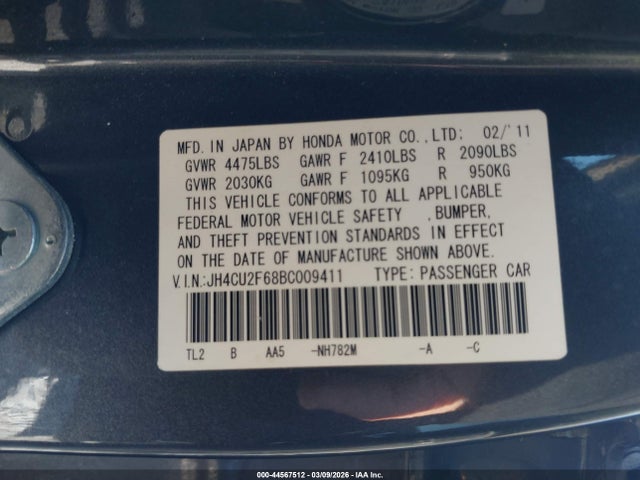 MFD. IN JAPAN BY HONDA MOTOR CO., LTD: 02/'11
GVWR 4475LBS GAWR F 2410LBS R 2090LBS
GVWR 2030KG GAWR F 1095KG R 950KG
THIS VEHICLE CONFORMS TO ALL APPLICABLE
FEDERAL MOTOR VEHICLE SAFETY ,BUMPER,
AND THEFT PREVENTION STANDARDS IN EFFECT
ON THE DATE OF MANUFACTURE SHOWN ABOVE.
V.I.N:JH4CU2F68BC009411 TYPE: PASSENGER CAR
TL2 B AA5 -NH782M -A -C
000-44567512 | 03/09/2026 | IAA Inc.